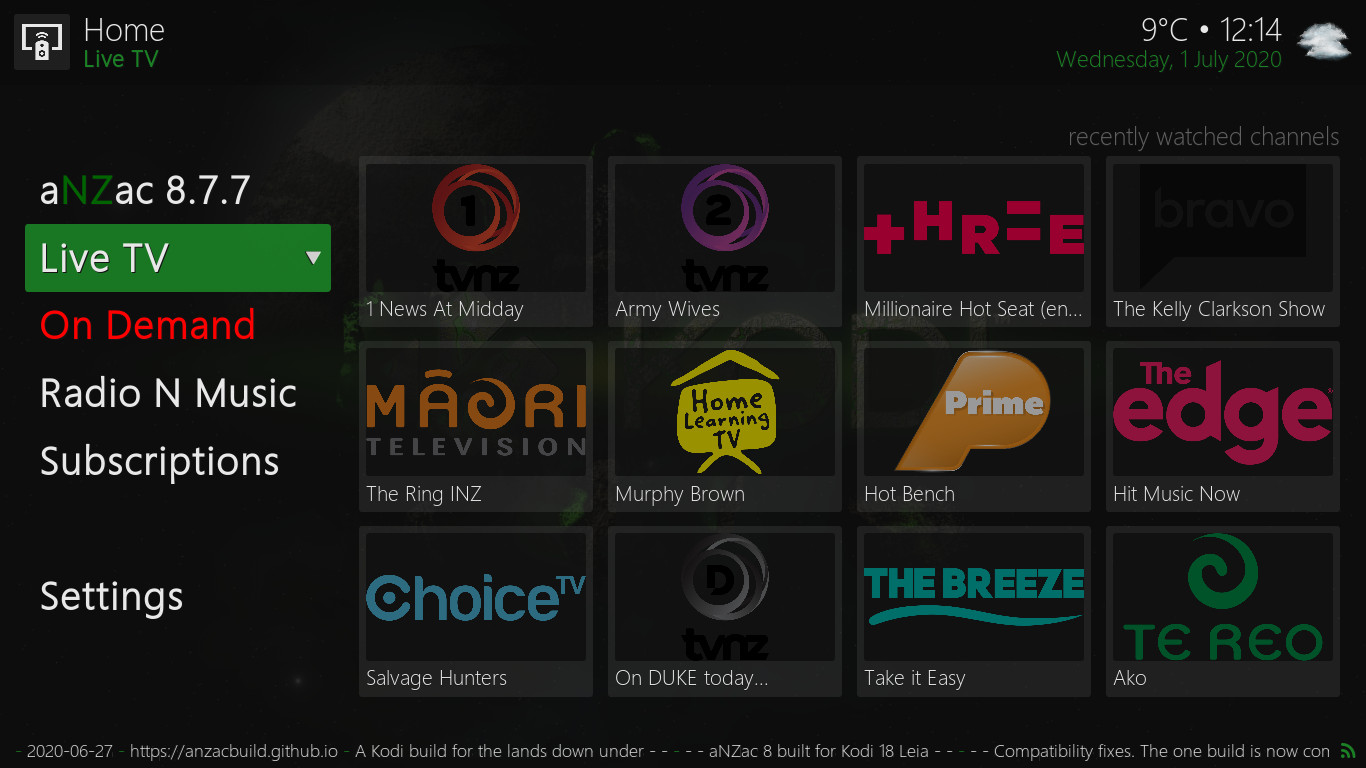 Home
Live TV
9°C • 12:14
Wednesday, 1 July 2020
recently watched channels
aNZac 8.7.7
Live TV
On Demand
Radio N Music
Subscriptions
Settings
1
tvnz
1 News At Midday
2
tvnz
Army Wives
+HR=E
Millionaire Hot Seat (en...
bravo
The Kelly Clarkson Show
MĀORI
TELEVISION
The Ring INZ
Home
Learning
TV
Murphy Brown
Prime
Hot Bench
The
edge
Hit Music Now
Choice TV
Salvage Hunters
D
tvnz
On DUKE today...
THE BREEZE
Take it Easy
TE REO
Ako
- 2020-06-27 - https://anzacbuild.github.io - A Kodi build for the lands down under - - - - - aNZac 8 built for Kodi 18 Leia - - - - - Compatibility fixes. The one build is now con